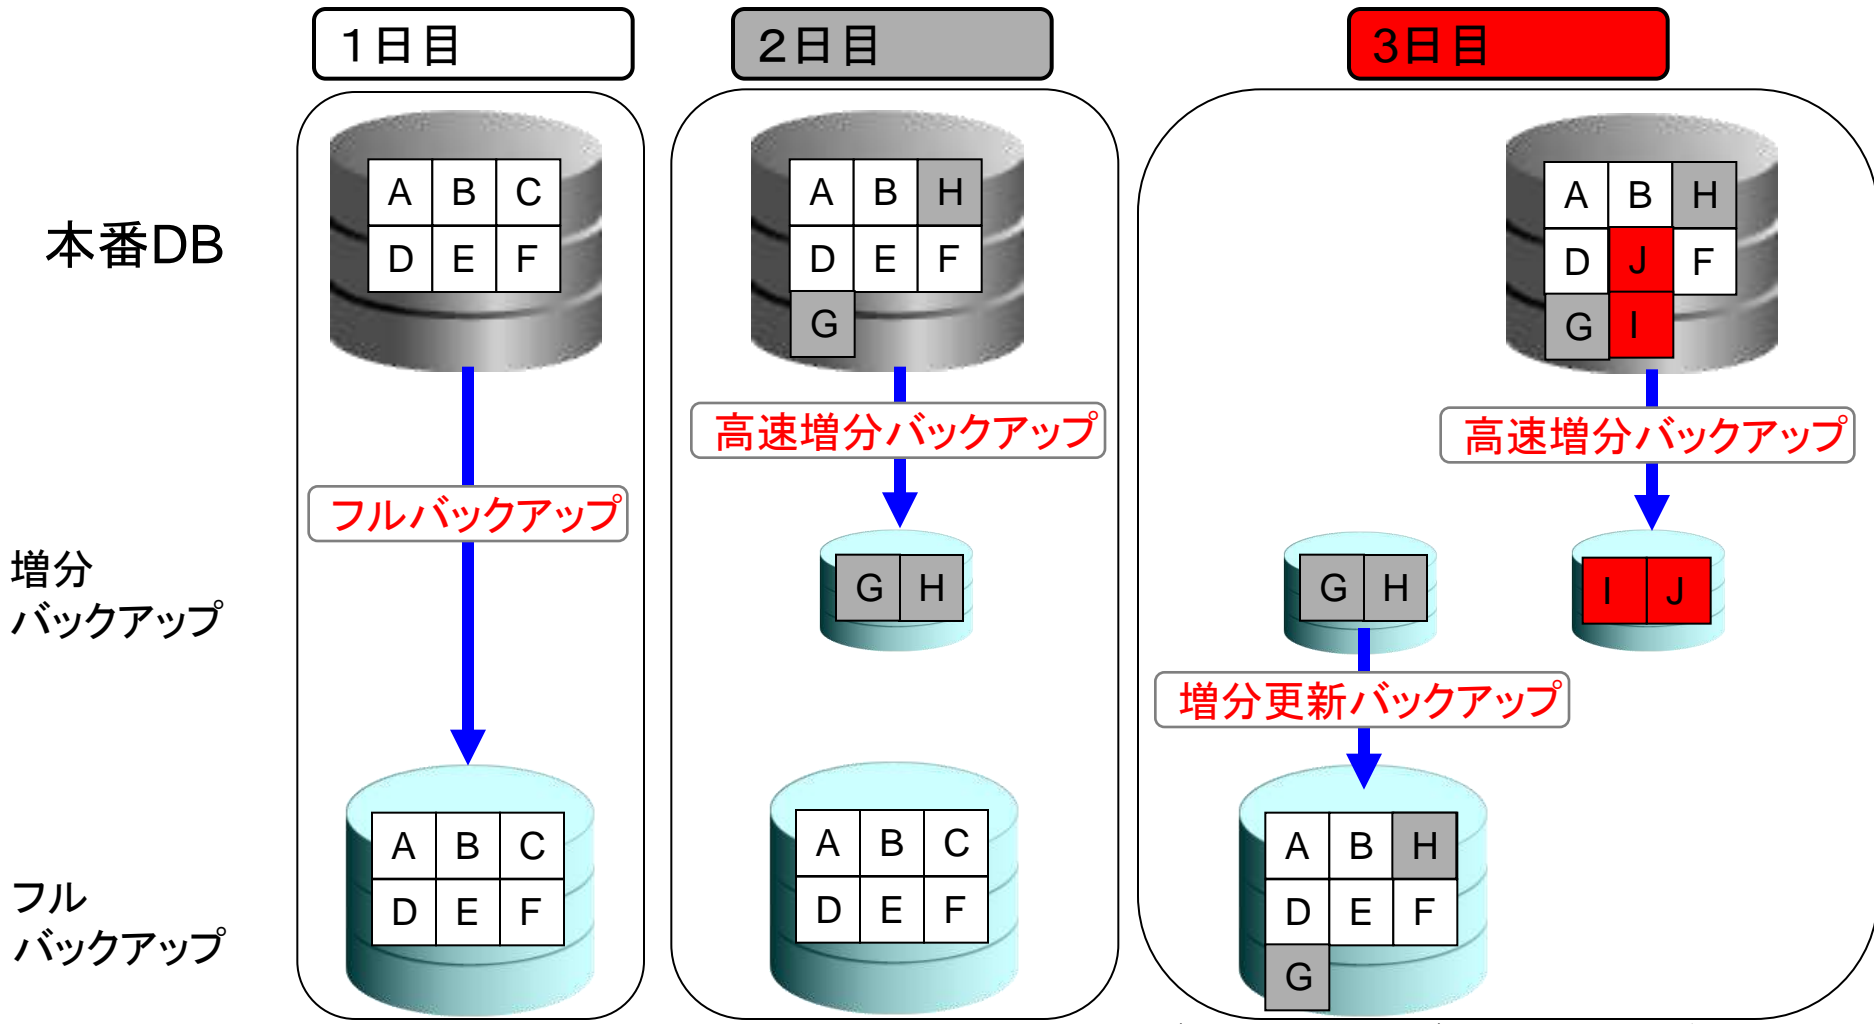 1日目
2日目
3日目
本番DB
A B C
D E F
A B H
D E F
G
A B H
D J F
G I
高速増分バックアップ
高速増分バックアップ
フルバックアップ
増分
バックアップ
G H
G H
I J
増分更新バックアップ
フル
バックアップ
A B C
D E F
A B C
D E F
A B H
D E F
G